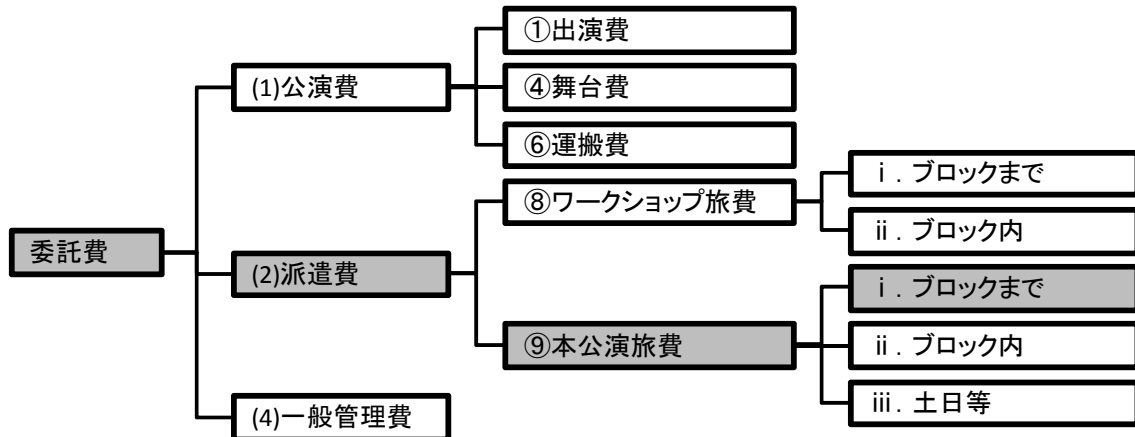 ①出演費
(1)公演費
④舞台費
⑥運搬費
ⅰ．ブロックまで
⑧ワークショップ旅費
ⅱ．ブロック内
委託費
(2)派遣費
ⅰ．ブロックまで
⑨本公演旅費
ⅱ．ブロック内
ⅲ．土日等
(4)一般管理費